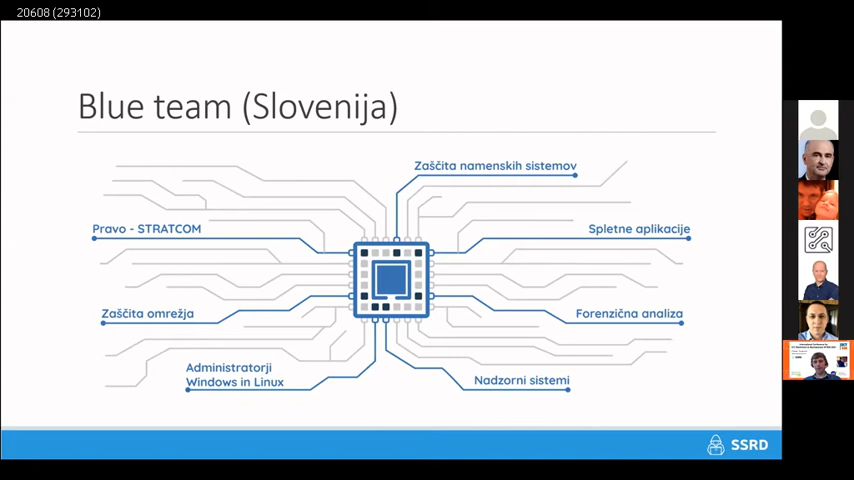 20608 (293102)
Blue team (Slovenija)
Zaščita namenskih sistemov
Pravo - STRATCOM
Spletne aplikacije
Zaščita omrežja
Forenzična analiza
Administratorji
Windows in Linux
Nadzorni sistemi
SSRD